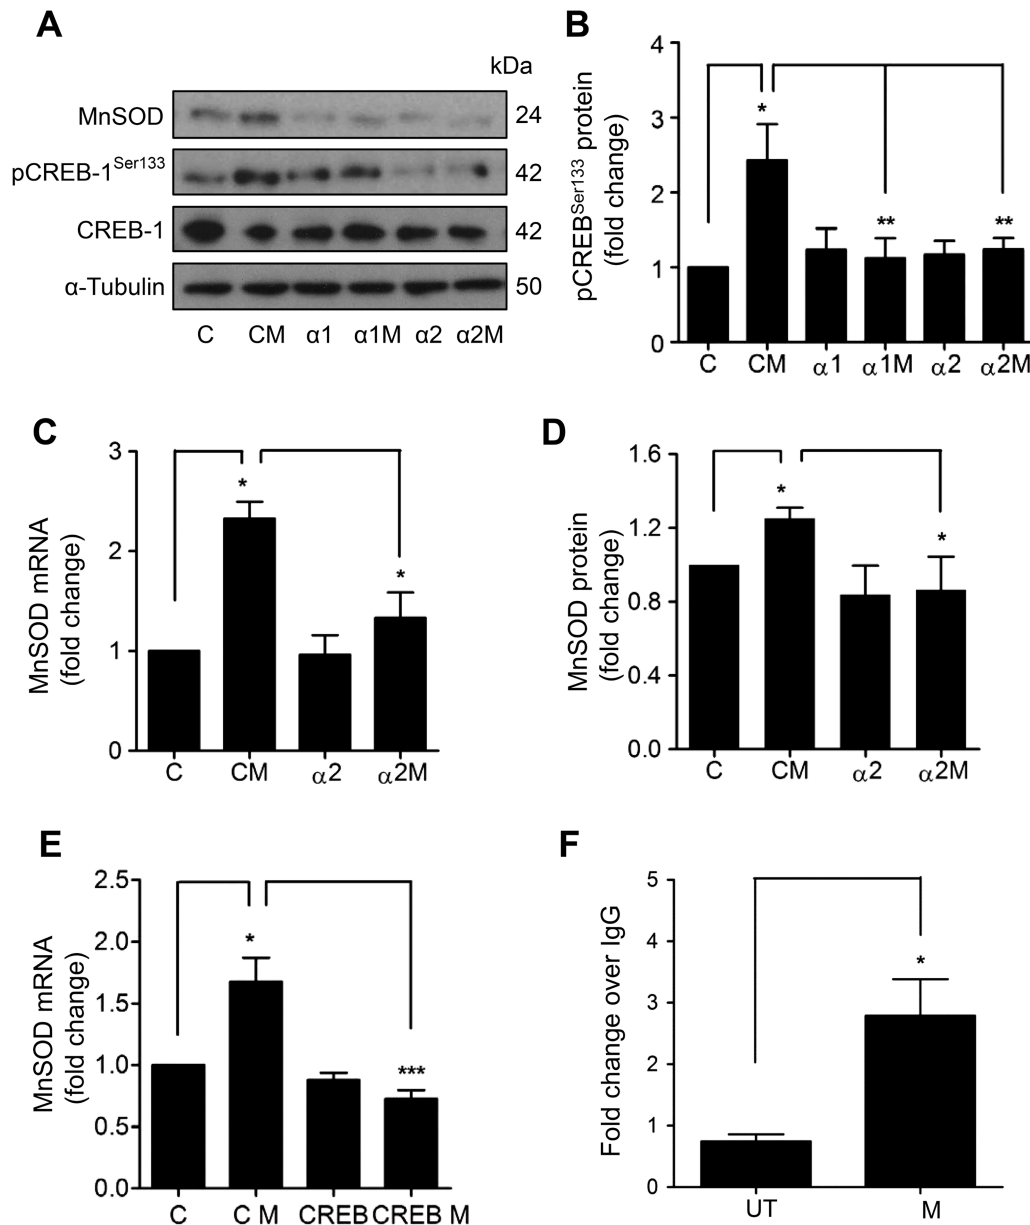 A
kDa
MnSOD 24
pCREB-1Ser133 42
CREB-1 42
α-Tubulin 50
C CM α1 α1M α2 α2M
B
pCREBSer133 protein
(fold change)
4
3
2
1
0
*
**
**
C CM α1 α1M α2 α2M
C
MnSOD mRNA
(fold change)
3
2
1
0
*
*
C CM α2 α2M
D
MnSOD protein
(fold change)
1.6
1.2
0.8
0.4
0.0
*
*
C CM α2 α2M
E
MnSOD mRNA
(fold change)
2.5
2.0
1.5
1.0
0.5
0.0
*
***
C C M CREB CREB M
F
Fold change over IgG
5
4
3
2
1
0
*
UT M